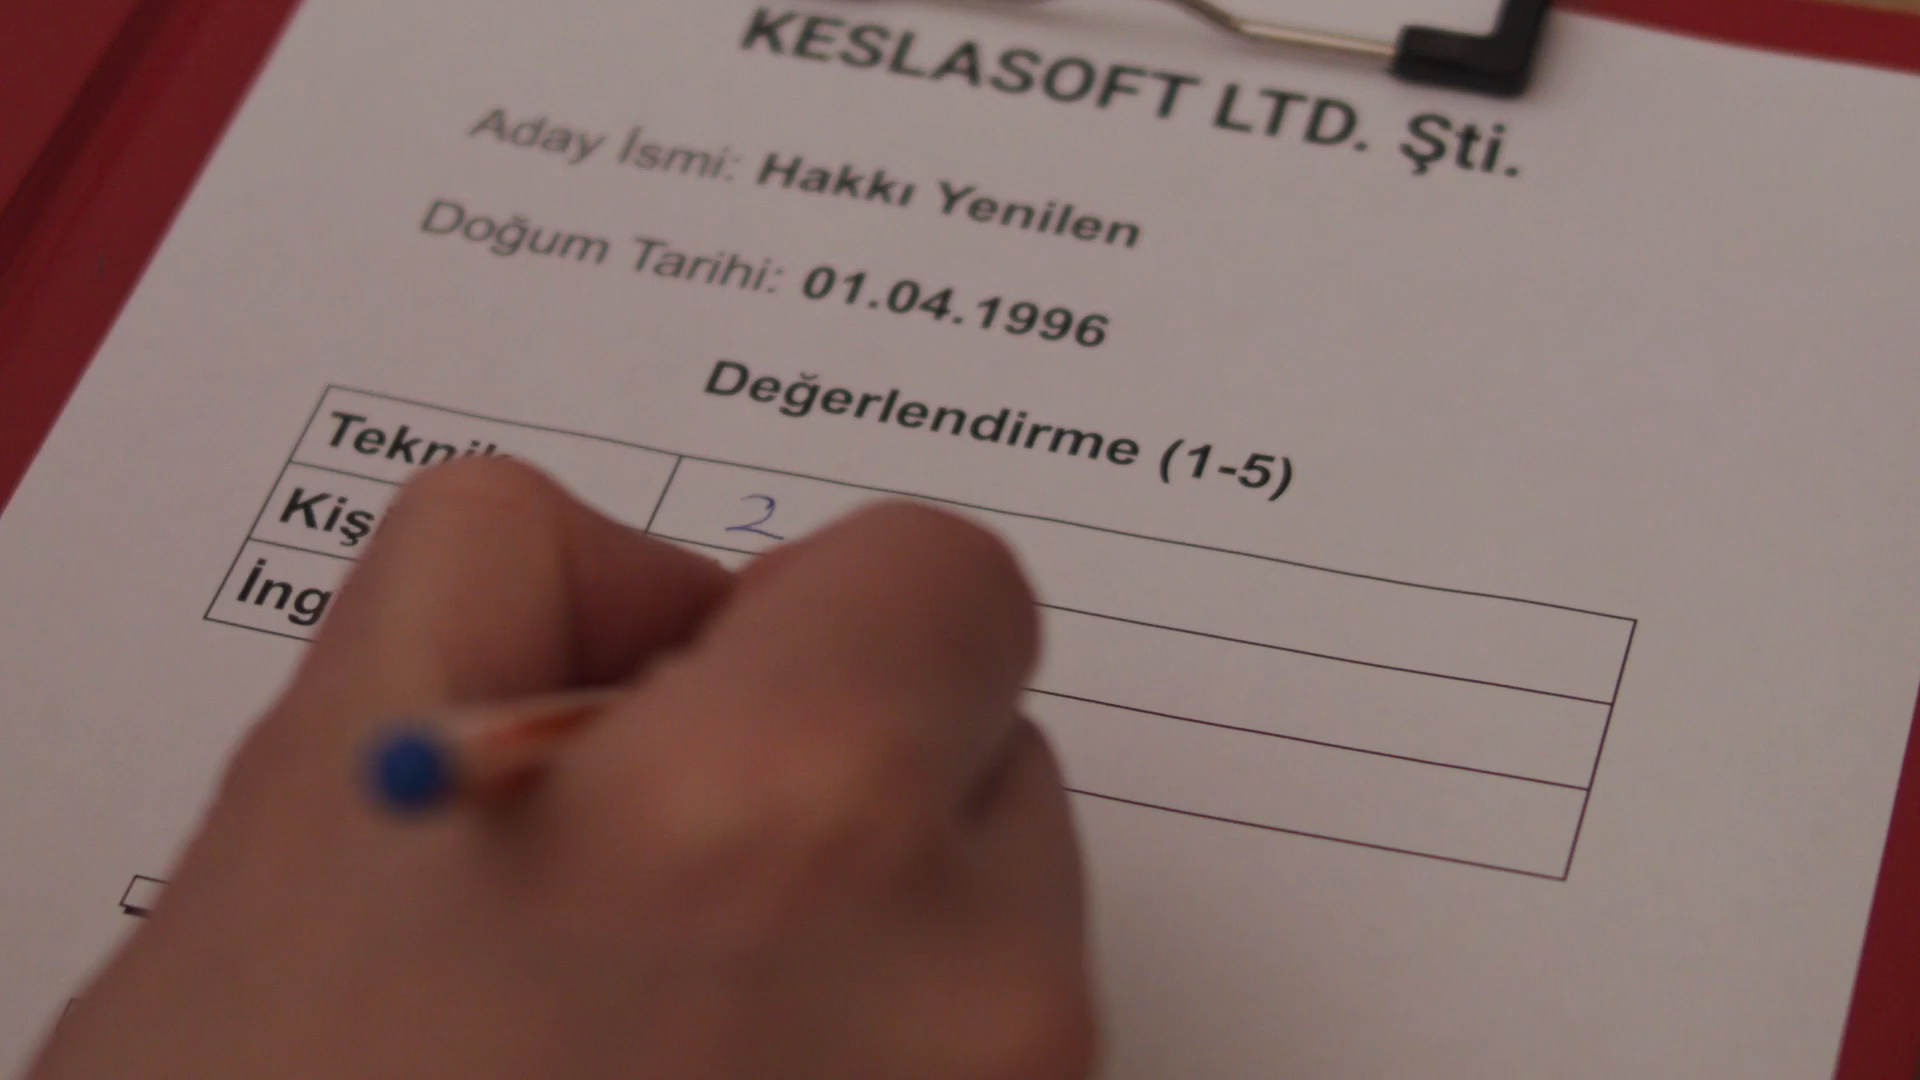 KESLASOFT LTD. Şti.
Aday İsmi: Hakkı Yenilen
Doğum Tarihi: 01.04.1996
Değerlendirme (1-5)
2